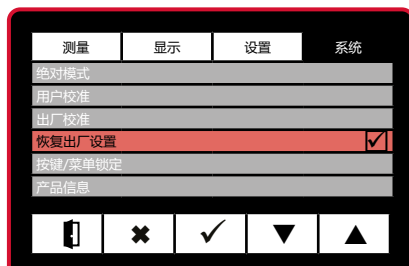 测量 显示 设置 系统
绝对模式
用户校准
出厂校准
恢复出厂设置
按键/菜单锁定
产品信息